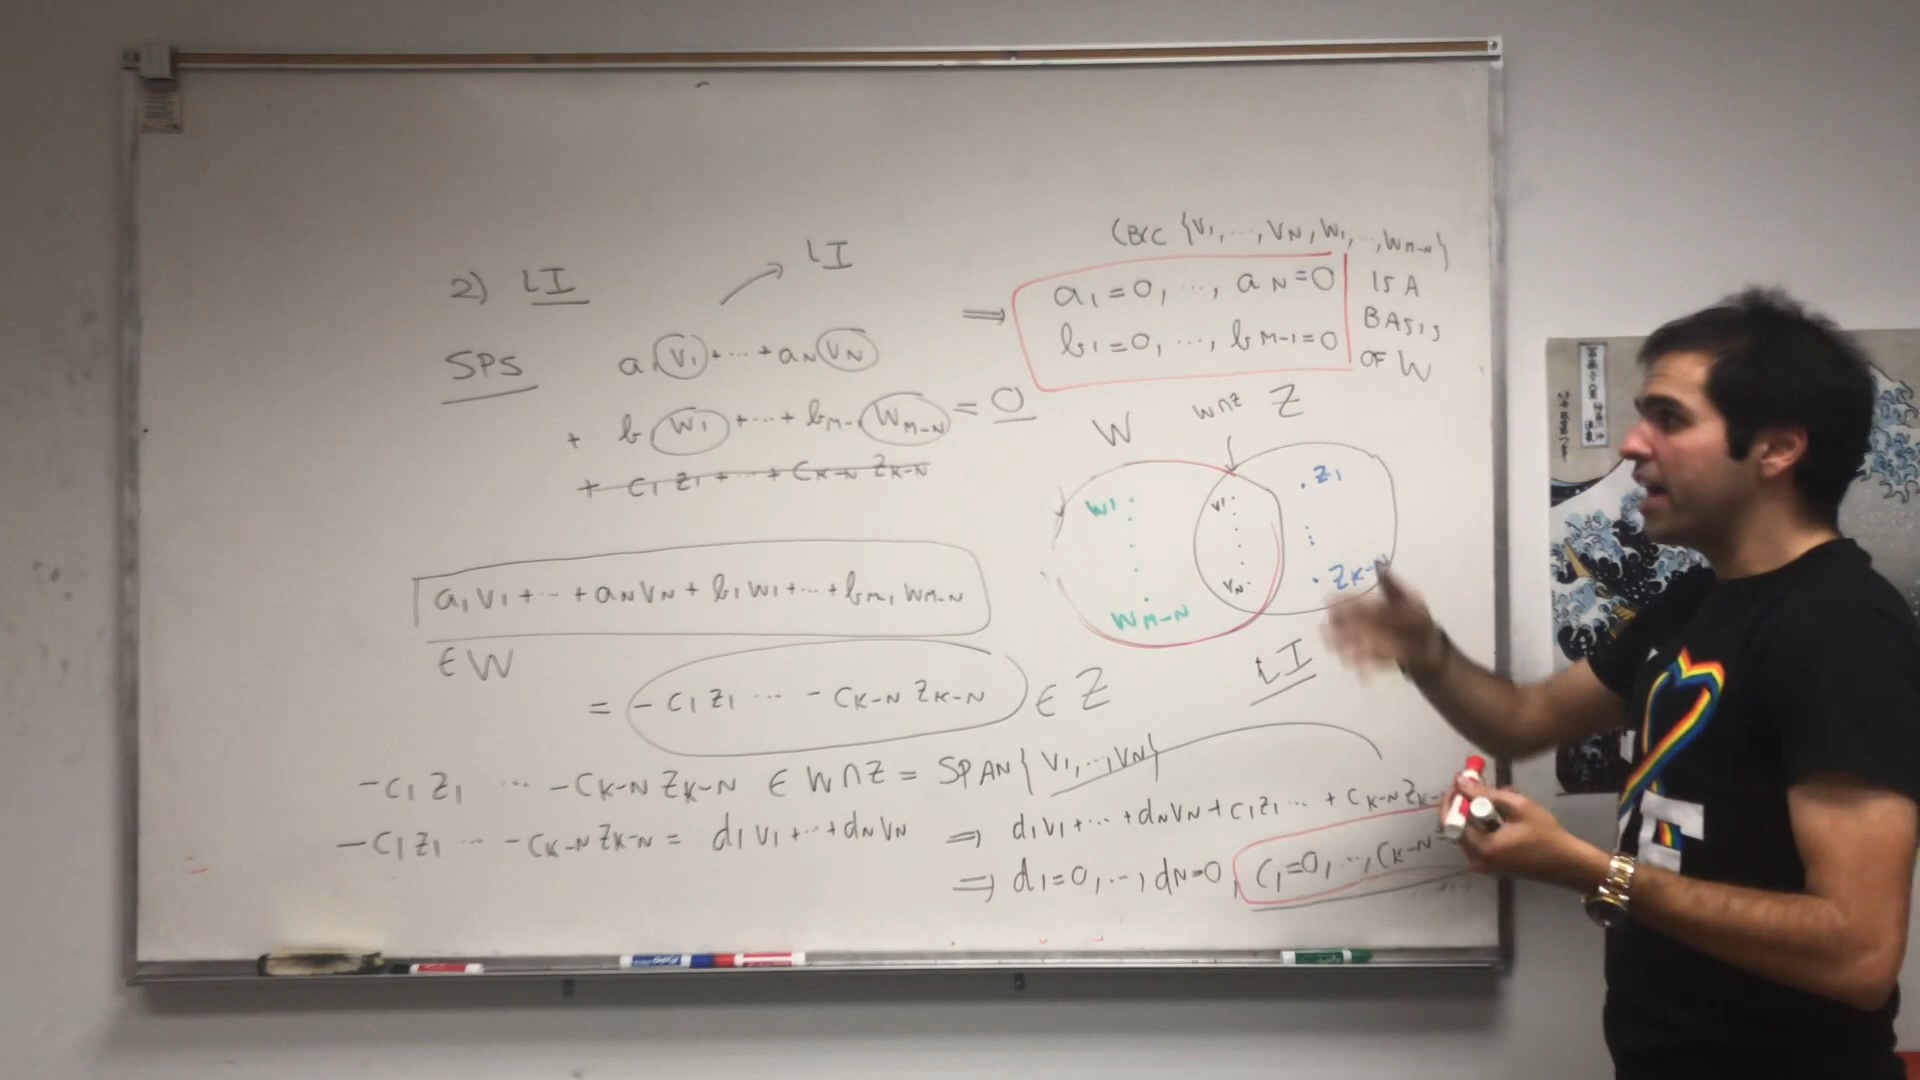 2) LI
LI
SPS
a₁v₁+⋯+aNvN
+ b w₁+⋯+bM- wM-N = 0
+ c₁z₁+⋯+cK-N zK-N
⟹ a₁=0, ⋯, aN=0
b₁=0, ⋯, bM-1=0
(B/C {v₁,⋯,vN,w₁,⋯,wM-N}
IS A
BASIS
OF W
W
W∩Z
Z
w₁
wM-N
v₁
vN
z₁
zK-N
LI
a₁v₁+⋯+aNvN+b₁w₁+⋯+bM, wM-N
∈ W
= -c₁z₁ ⋯ -cK-N zK-N ∈ Z
-c₁z₁ ⋯ -cK-N zK-N ∈ W∩Z = SPAN{v₁,⋯,vN}
-c₁z₁ ⋯ -cK-N zK-N = d₁v₁+⋯+dNvN ⟹ d₁v₁+⋯+dNvN+c₁z₁⋯+cK-N zK-
⟹ d₁=0,⋯,dN=0, c₁=0,⋯,cK-N=